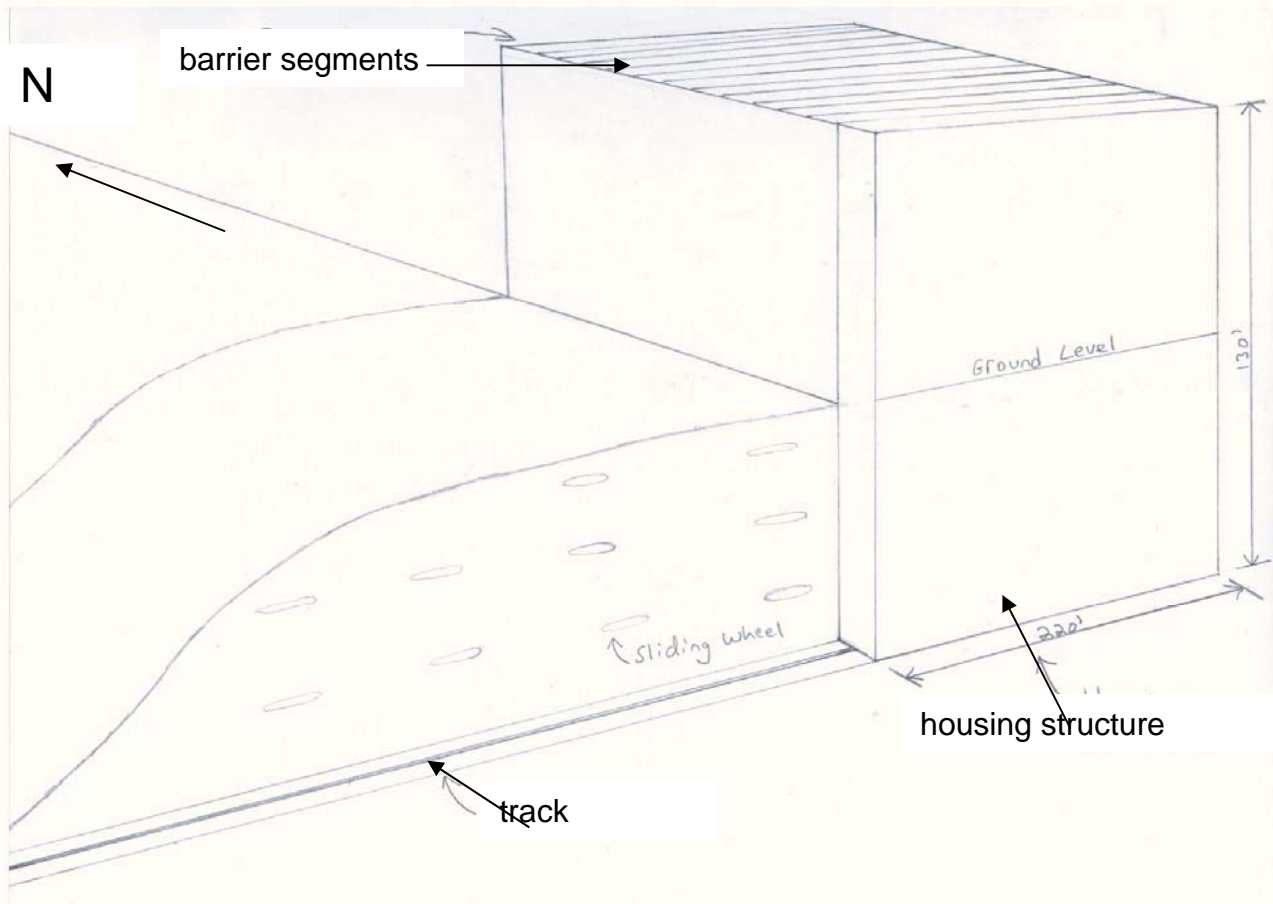 barrier segments
N
Ground Level
130'
sliding wheel
220'
housing structure
track